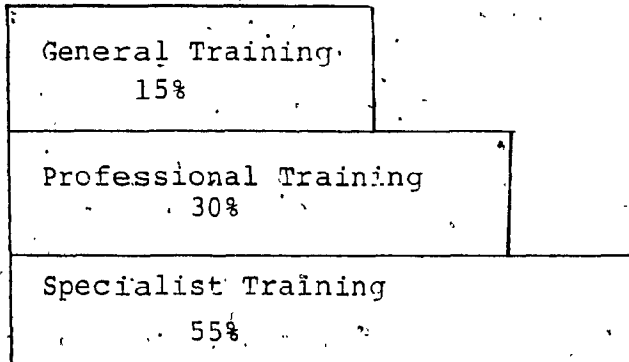 General Training
15%
Professional Training
30%
Specialist Training
55%